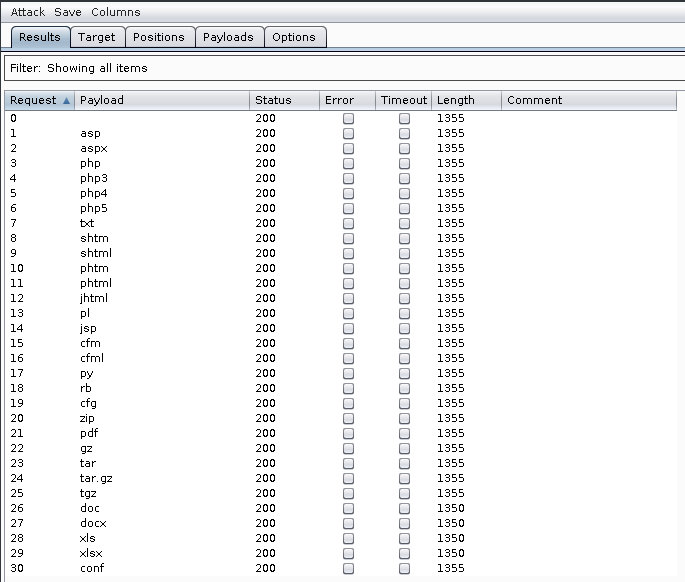 Attack Save Columns
Results Target Positions Payloads Options
Filter: Showing all items
Request Payload Status Error Timeout Length Comment
0 200 1355
1 asp 200 1355
2 aspx 200 1355
3 php 200 1355
4 php3 200 1355
5 php4 200 1355
6 php5 200 1355
7 txt 200 1355
8 shtm 200 1355
9 shtml 200 1355
10 phtm 200 1355
11 phtml 200 1355
12 jhtml 200 1355
13 pl 200 1355
14 jsp 200 1355
15 cfm 200 1355
16 cfml 200 1355
17 py 200 1355
18 rb 200 1355
19 cfg 200 1355
20 zip 200 1355
21 pdf 200 1355
22 gz 200 1355
23 tar 200 1355
24 tar.gz 200 1355
25 tgz 200 1355
26 doc 200 1350
27 docx 200 1350
28 xls 200 1350
29 xlsx 200 1350
30 conf 200 1355